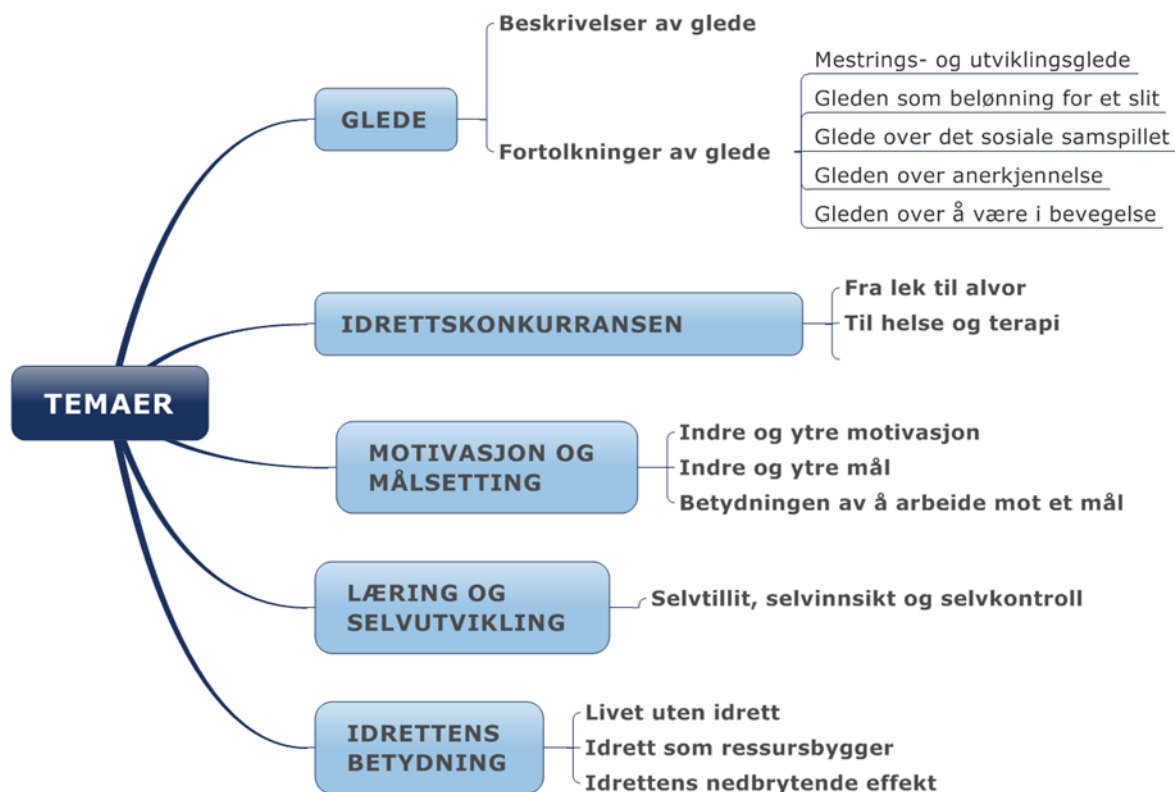 TEMAER
GLEDE
Beskrivelser av glede
Fortolkninger av glede
Mestrings- og utviklingsglede
Gleden som belønning for et slit
Glede over det sosiale samspillet
Gleden over anerkjennelse
Gleden over å være i bevegelse
IDRETTSKONKURRANSEN
Fra lek til alvor
Til helse og terapi
MOTIVASJON OG
MÅLSETTING
Indre og ytre motivasjon
Indre og ytre mål
Betydningen av å arbeide mot et mål
LÆRING OG
SELVUTVIKLING
Selvtillit, selvinnsikt og selvkontroll
IDRETTENS
BETYDNING
Livet uten idrett
Idrett som ressursbygger
Idrettens nedbrytende effekt